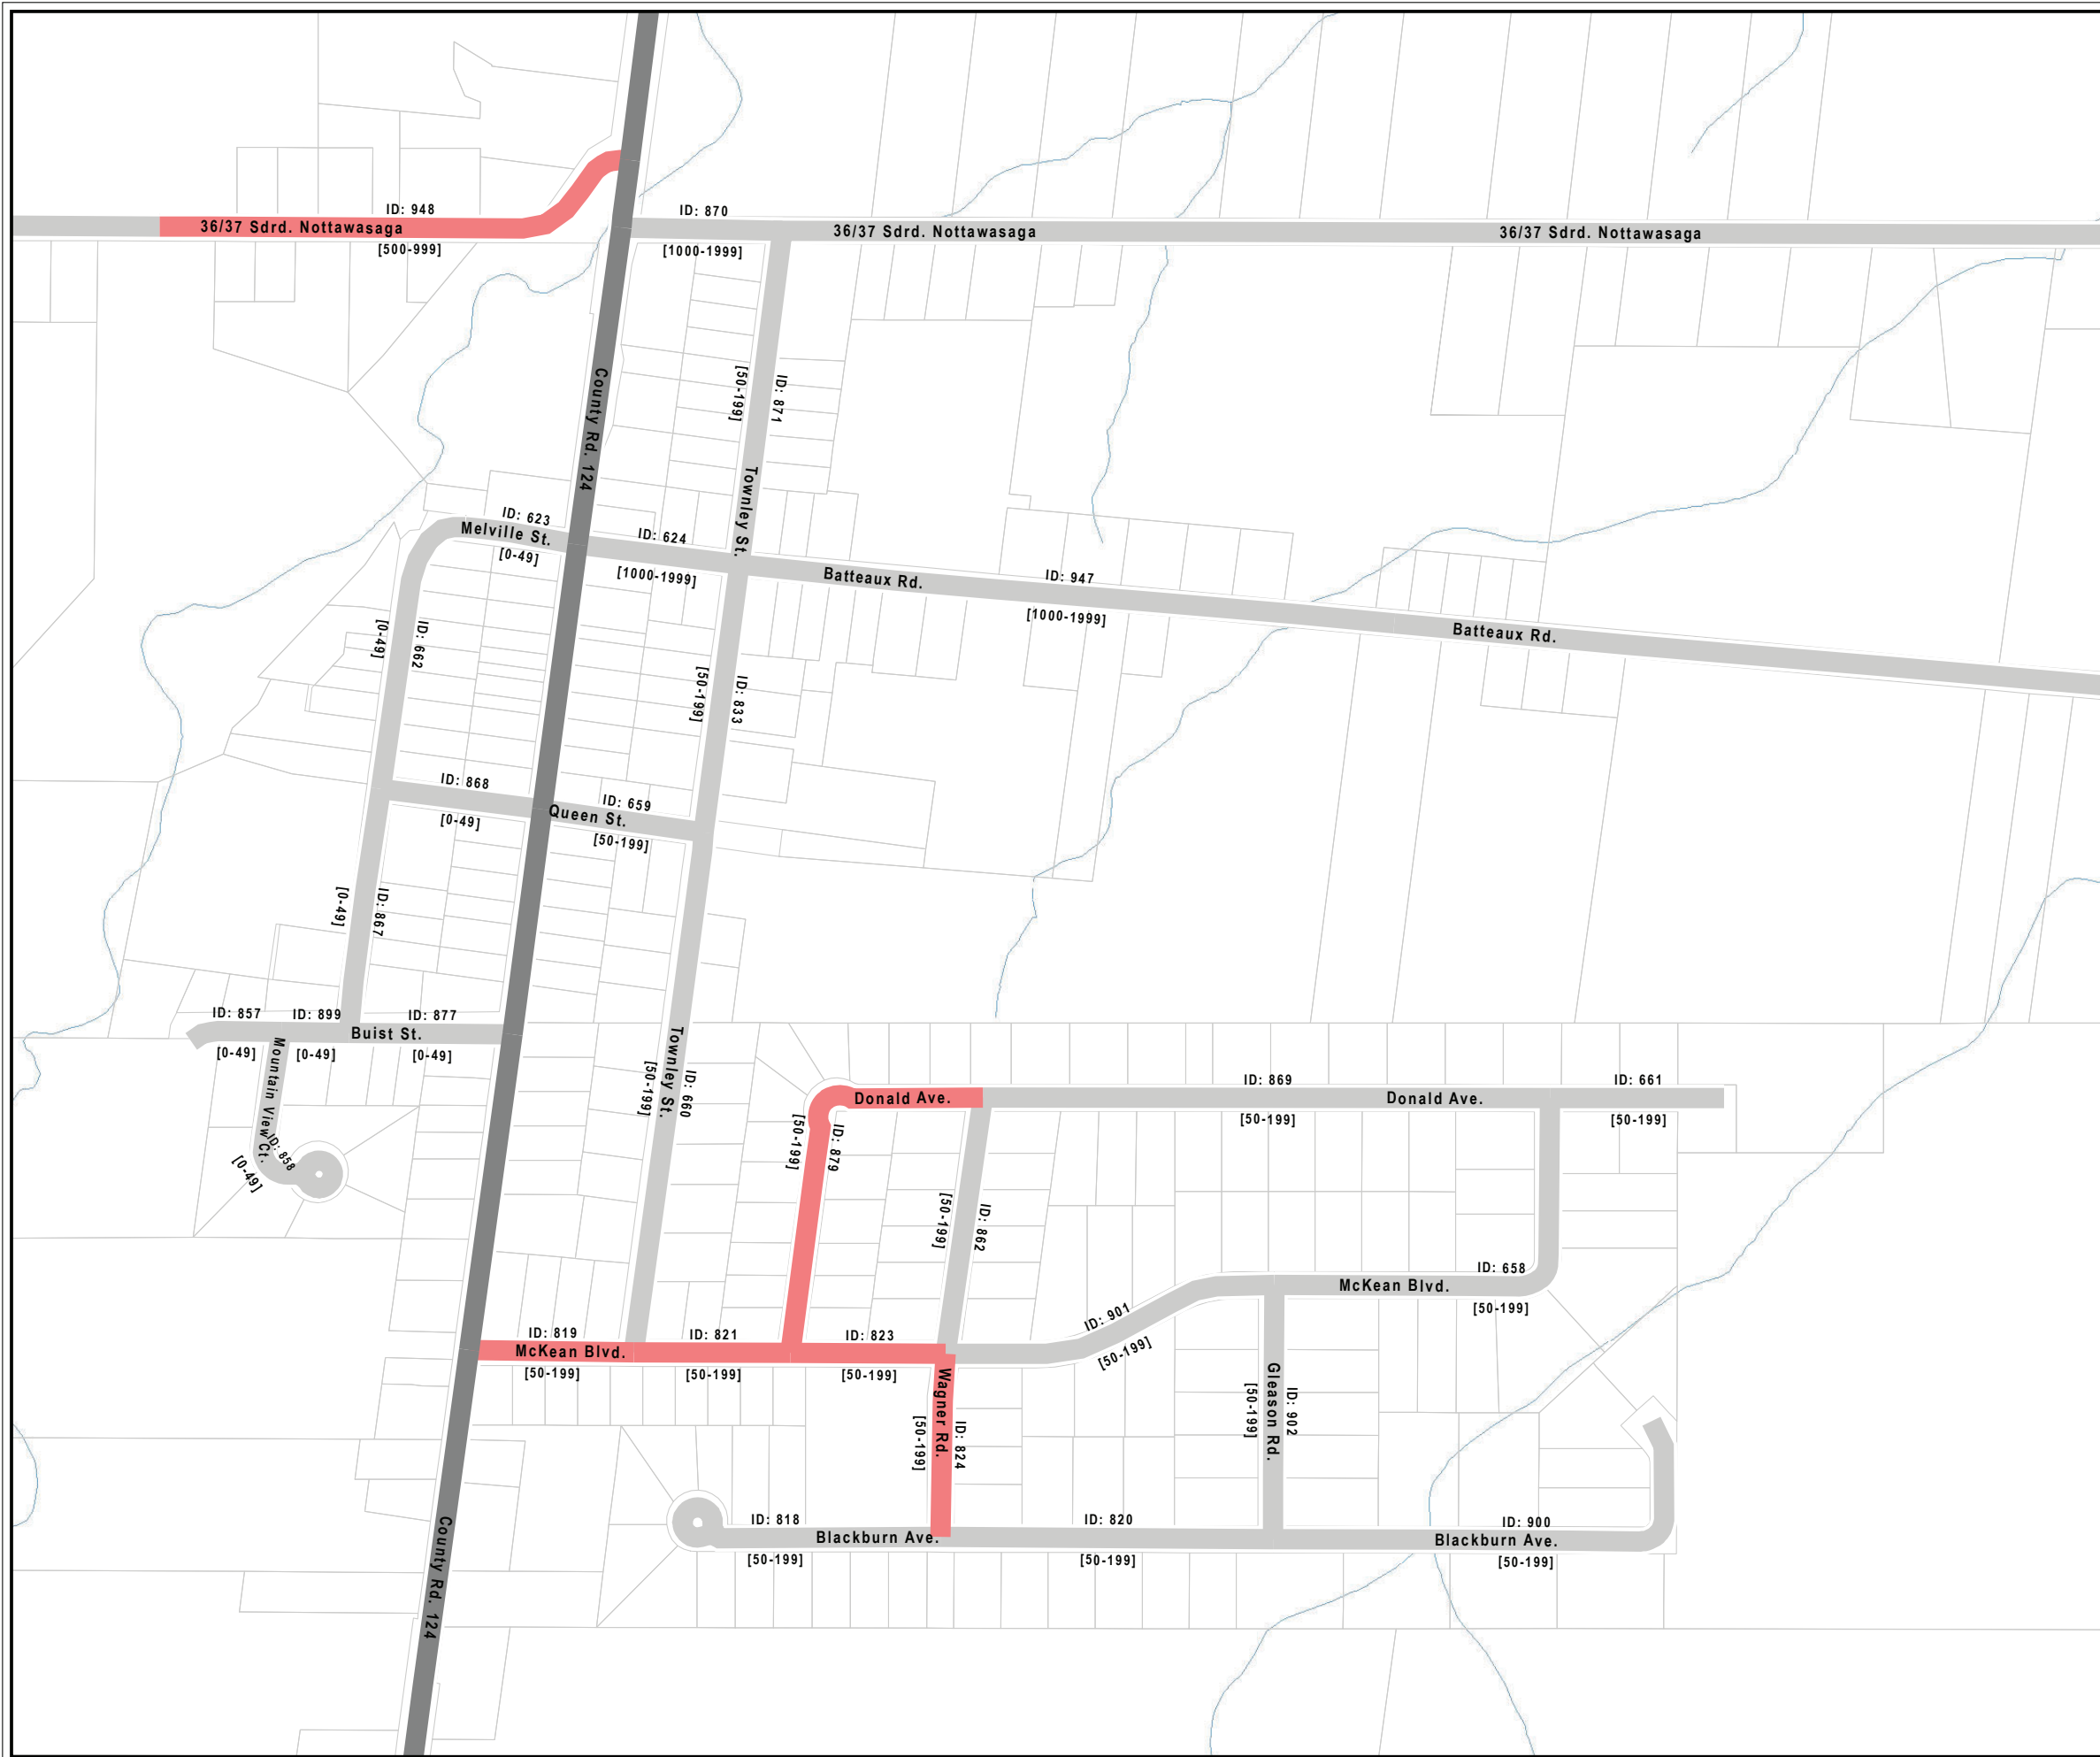 ID: 948
36/37 Sdrd. Nottawasaga
[500-999]
ID: 870
[1000-1999]
36/37 Sdrd. Nottawasaga
36/37 Sdrd. Nottawasaga
County Rd. 124
[50-199]
ID: 871
Townley St.
ID: 623
Melville St.
[0-49]
ID: 624
[1000-1999]
Batteaux Rd.
ID: 947
[1000-1999]
Batteaux Rd.
[0-49]
ID: 662
[50-199]
ID: 833
ID: 868
[0-49]
ID: 659
Queen St.
[50-199]
[0-49]
ID: 867
ID: 857
ID: 899
ID: 877
Buist St.
[0-49]
[0-49]
[0-49]
Mountain View Ct.
ID: 858
[0-49]
Townley St.
[50-199]
ID: 660
Donald Ave.
[50-199]
ID: 879
ID: 869
[50-199]
Donald Ave.
ID: 661
[50-199]
[50-199]
ID: 862
ID: 819
McKean Blvd.
[50-199]
ID: 821
[50-199]
ID: 823
[50-199]
ID: 901
[50-199]
McKean Blvd.
ID: 658
[50-199]
Wagner Rd.
[50-199]
ID: 824
Gleason Rd.
[50-199]
ID: 902
ID: 818
[50-199]
Blackburn Ave.
ID: 820
[50-199]
ID: 900
Blackburn Ave.
[50-199]
County Rd. 124